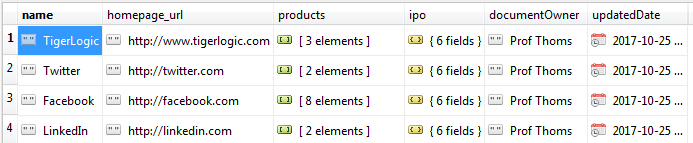 name homepage_url products ipo documentOwner updatedDate
1 "" TigerLogic "" http://www.tigerlogic.com [ ] [ 3 elements ] { } { 6 fields } "" Prof Thoms 2017-10-25 ...
2 "" Twitter "" http://twitter.com [ ] [ 2 elements ] { } { 6 fields } "" Prof Thoms 2017-10-25 ...
3 "" Facebook "" http://facebook.com [ ] [ 8 elements ] { } { 6 fields } "" Prof Thoms 2017-10-25 ...
4 "" LinkedIn "" http://linkedin.com [ ] [ 2 elements ] { } { 6 fields } "" Prof Thoms 2017-10-25 ...